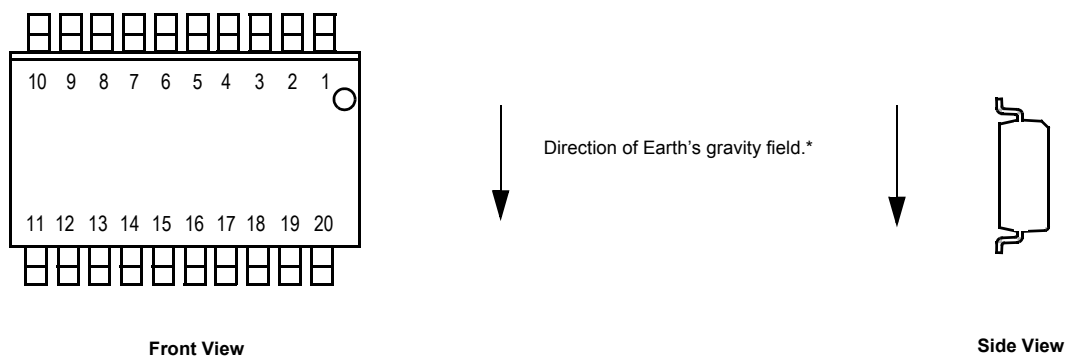 10 9 8 7 6 5 4 3 2 1
Direction of Earth's gravity field.*
11 12 13 14 15 16 17 18 19 20
Front View
Side View